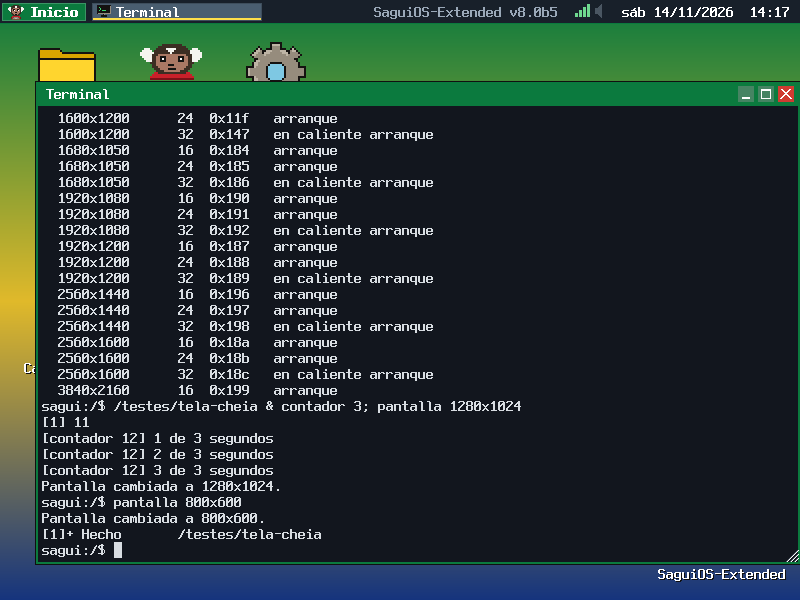 Inicio
Terminal
SaguiOS-Extended v8.0b5
sáb 14/11/2026 14:17
Terminal
1600x1200 24 0x11f arranque
1600x1200 32 0x147 en caliente arranque
1680x1050 16 0x184 arranque
1680x1050 24 0x185 arranque
1680x1050 32 0x186 en caliente arranque
1920x1080 16 0x190 arranque
1920x1080 24 0x191 arranque
1920x1080 32 0x192 en caliente arranque
1920x1200 16 0x187 arranque
1920x1200 24 0x188 arranque
1920x1200 32 0x189 en caliente arranque
2560x1440 16 0x196 arranque
2560x1440 24 0x197 arranque
2560x1440 32 0x198 en caliente arranque
2560x1600 16 0x18a arranque
2560x1600 24 0x18b arranque
2560x1600 32 0x18c en caliente arranque
3840x2160 16 0x199 arranque
sagui:/$ /testes/tela-cheia & contador 3; pantalla 1280x1024
[1] 11
[contador 12] 1 de 3 segundos
[contador 12] 2 de 3 segundos
[contador 12] 3 de 3 segundos
Pantalla cambiada a 1280x1024.
sagui:/$ pantalla 800x600
Pantalla cambiada a 800x600.
[1]+ Hecho /testes/tela-cheia
sagui:/$
SaguiOS-Extended